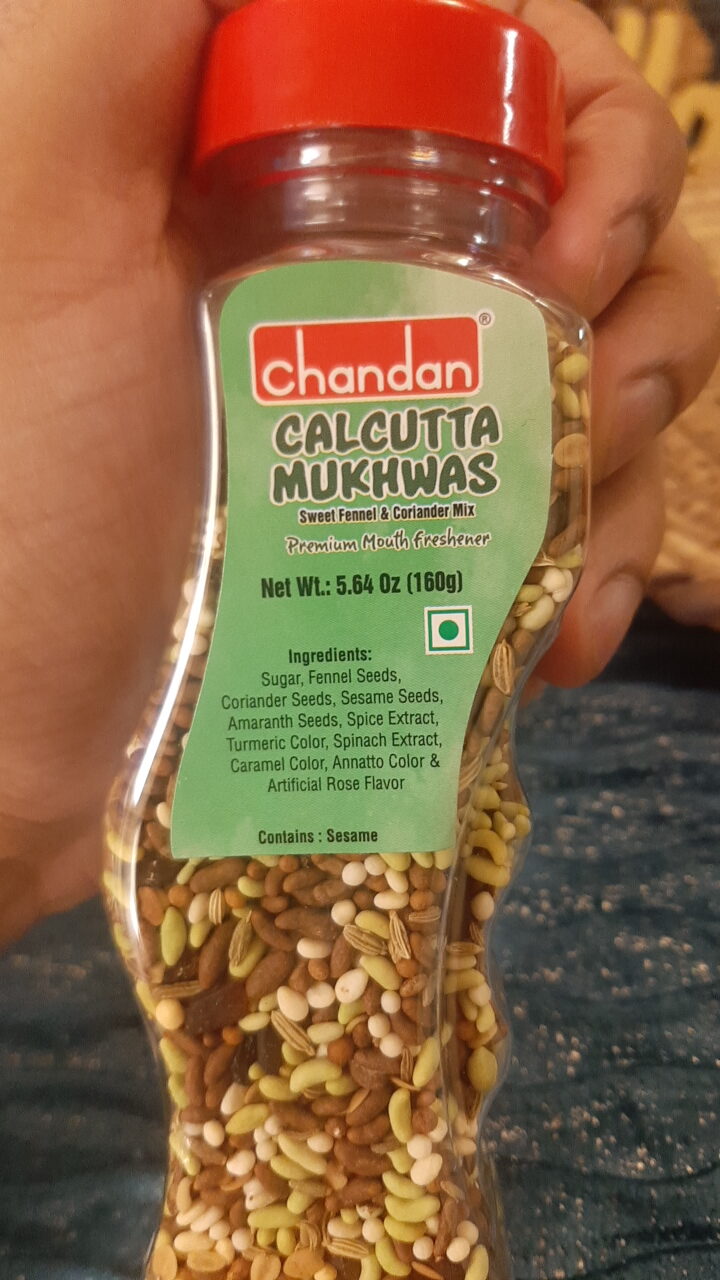 chandan®
CALCUTTA
MUKHWAS
Sweet Fennel & Coriander Mix
Premium Mouth Freshener
Net Wt.: 5.64 Oz (160g)
Ingredients:
Sugar, Fennel Seeds,
Coriander Seeds, Sesame Seeds,
Amaranth Seeds, Spice Extract,
Turmeric Color, Spinach Extract,
Caramel Color, Annatto Color &
Artificial Rose Flavor
Contains : Sesame